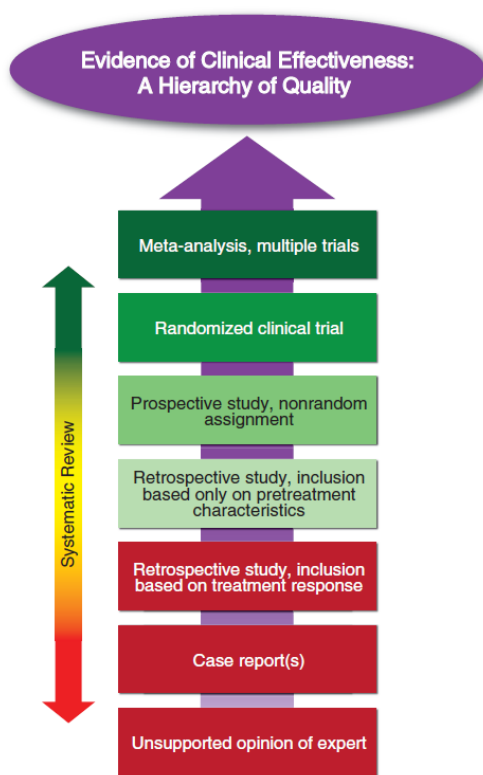 Evidence of Clinical Effectiveness:
A Hierarchy of Quality
Meta-analysis, multiple trials
Randomized clinical trial
Prospective study, nonrandom
assignment
Retrospective study, inclusion
based only on pretreatment
characteristics
Retrospective study, inclusion
based on treatment response
Case report(s)
Unsupported opinion of expert
Systematic Review